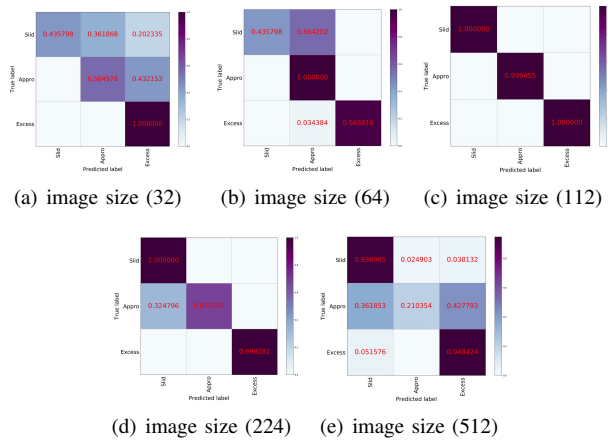 Slid 0.435798 0.361868 0.202335
Appro 0.432153
Excess 1.000000
True label
Slid Appro Excess
Predicted label
(a) image size (32)
Slid 0.435798 0.564202
Appro 1.000000
Excess 0.034384 0.965616
True label
Slid Appro Excess
Predicted label
(b) image size (64)
Slid 1.000000
Appro 0.999455
Excess 1.000000
True label
Slid Appro Excess
Predicted label
(c) image size (112)
Slid 1.000000
Appro 0.324796
Excess 0.998281
True label
Slid Appro Excess
Predicted label
(d) image size (224)
Slid 0.936965 0.024903 0.038132
Appro 0.361853 0.210354 0.427793
Excess 0.051576 0.948424
True label
Slid Appro Excess
Predicted label
(e) image size (512)